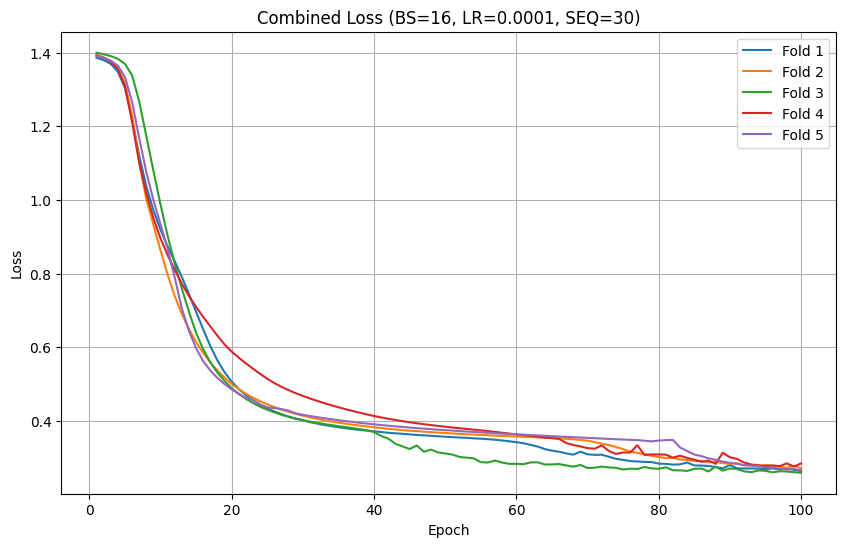 Combined Loss (BS=16, LR=0.0001, SEQ=30)
Fold 1
Fold 2
Fold 3
Fold 4
Fold 5
Loss
1.4
1.2
1.0
0.8
0.6
0.4
0
20
40
60
80
100
Epoch